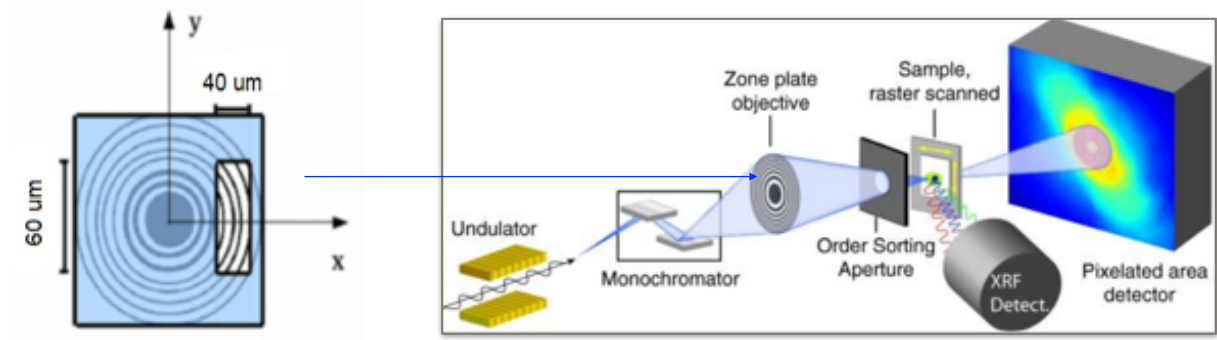 y
40 um
60 um
x
Zone plate
objective
Sample,
raster scanned
Undulator
Monochromator
Order Sorting
Aperture
XRF
Detect.
Pixelated area
detector